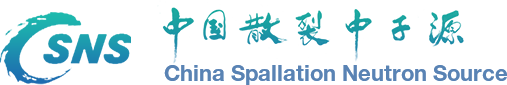 CSNS
中国散裂中子源
China Spallation Neutron Source